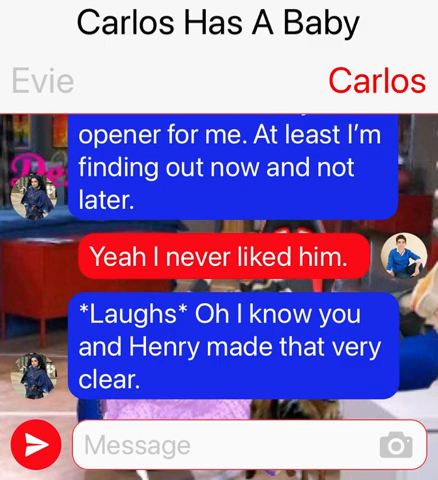 Carlos Has A Baby
Evie
Carlos
opener for me. At least I'm
finding out now and not
later.
Yeah I never liked him.
*Laughs* Oh I know you
and Henry made that very
clear.
Message